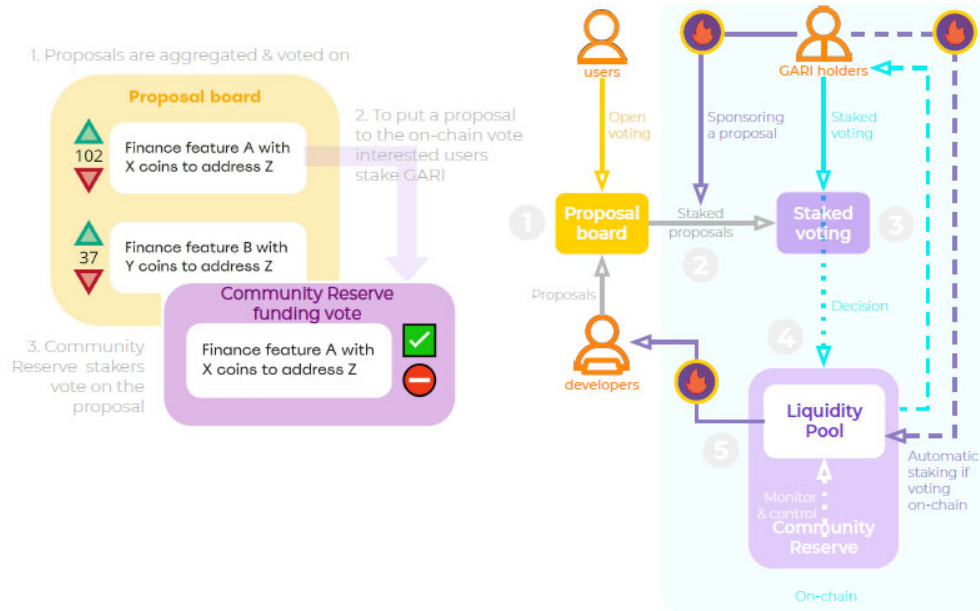 1. Proposals are aggregated & voted on
Proposal board
102
Finance feature A with
X coins to address Z
37
Finance feature B with
Y coins to address Z
2. To put a proposal
to the on-chain vote
interested users
stake GARI
Community Reserve
funding vote
Finance feature A with
X coins to address Z
3. Community
Reserve stakers
vote on the
proposal
users
GARI holders
Open
voting
Sponsoring
a proposal
Staked
voting
1
Proposal
board
Staked
proposals
2
Staked
voting
3
Proposals
Decision
4
developers
Liquidity
Pool
5
Monitor
& control
Community
Reserve
Automatic
staking if
voting
on-chain
On-chain